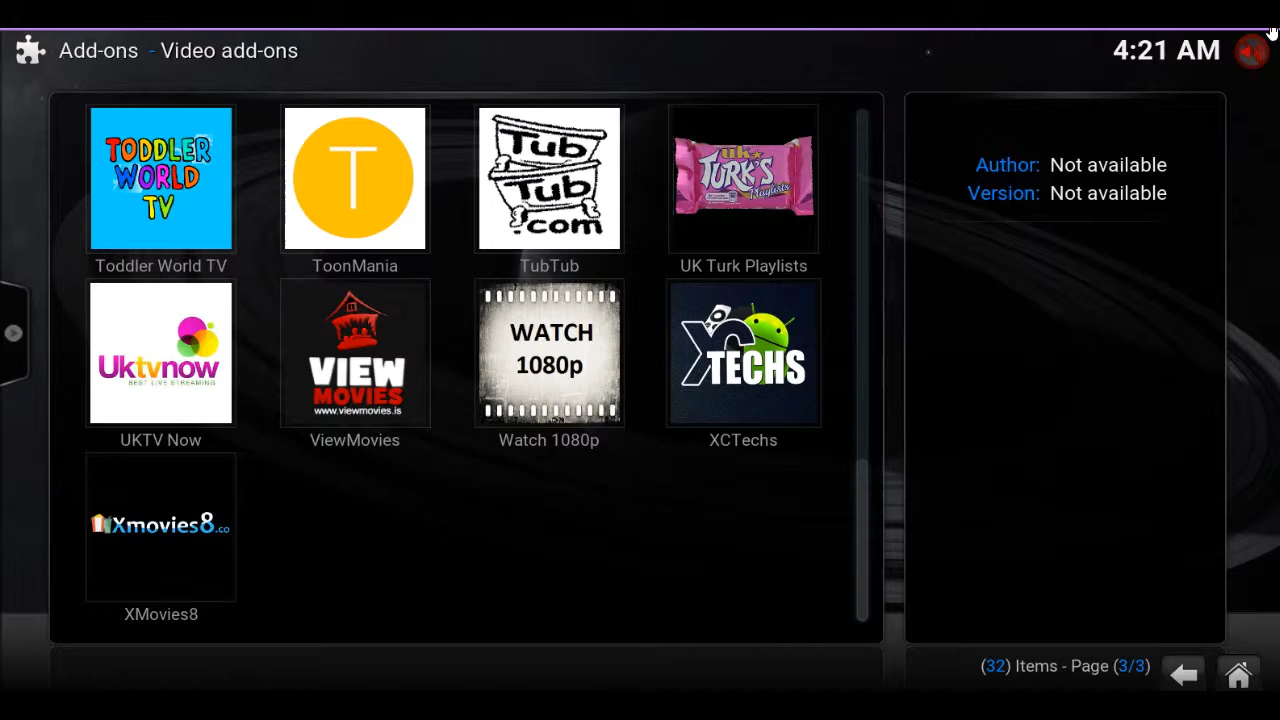 Add-ons - Video add-ons
4:21 AM
TODDLER
WORLD
TV
T
Tub
Tub
.com
uk
TURK'S
Playlists
Toddler World TV
ToonMania
TubTub
UK Turk Playlists
Author: Not available
Version: Not available
Uktvnow
BEST LIVE STREAMING
VIEW
MOVIES
www.viewmovies.is
WATCH
1080p
XCTECHS
UKTV Now
ViewMovies
Watch 1080p
XCTechs
Xmovies8.co
XMovies8
(32) Items - Page (3/3)